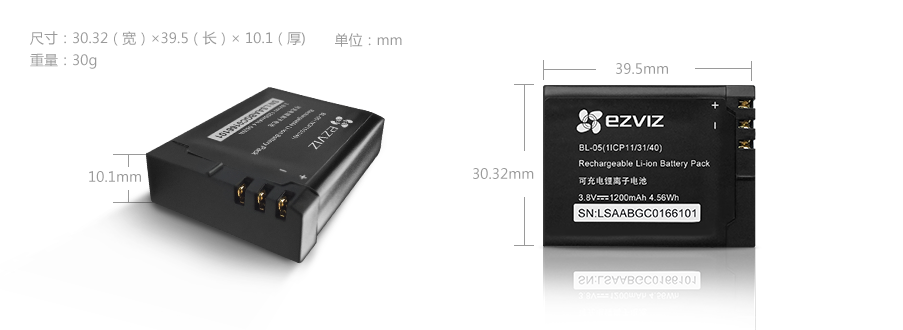 尺寸：30.32（宽）×39.5（长）× 10.1（厚） 单位：mm
重量：30g
10.1mm
ezviz
+
−
39.5mm
30.32mm
ezviz
+
−
BL-05(1ICP11/31/40)
Rechargeable Li-ion Battery Pack
可充电锂离子电池
3.8V⎓1200mAh 4.56Wh
SN:LSAABGC0166101